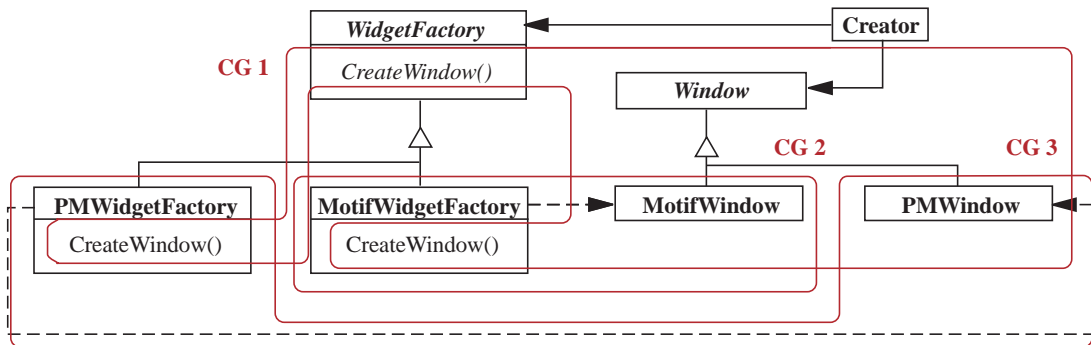 WidgetFactory
Creator
CG 1
CreateWindow()
Window
CG 2
CG 3
PMWidgetFactory
MotifWidgetFactory
MotifWindow
PMWindow
CreateWindow()
CreateWindow()